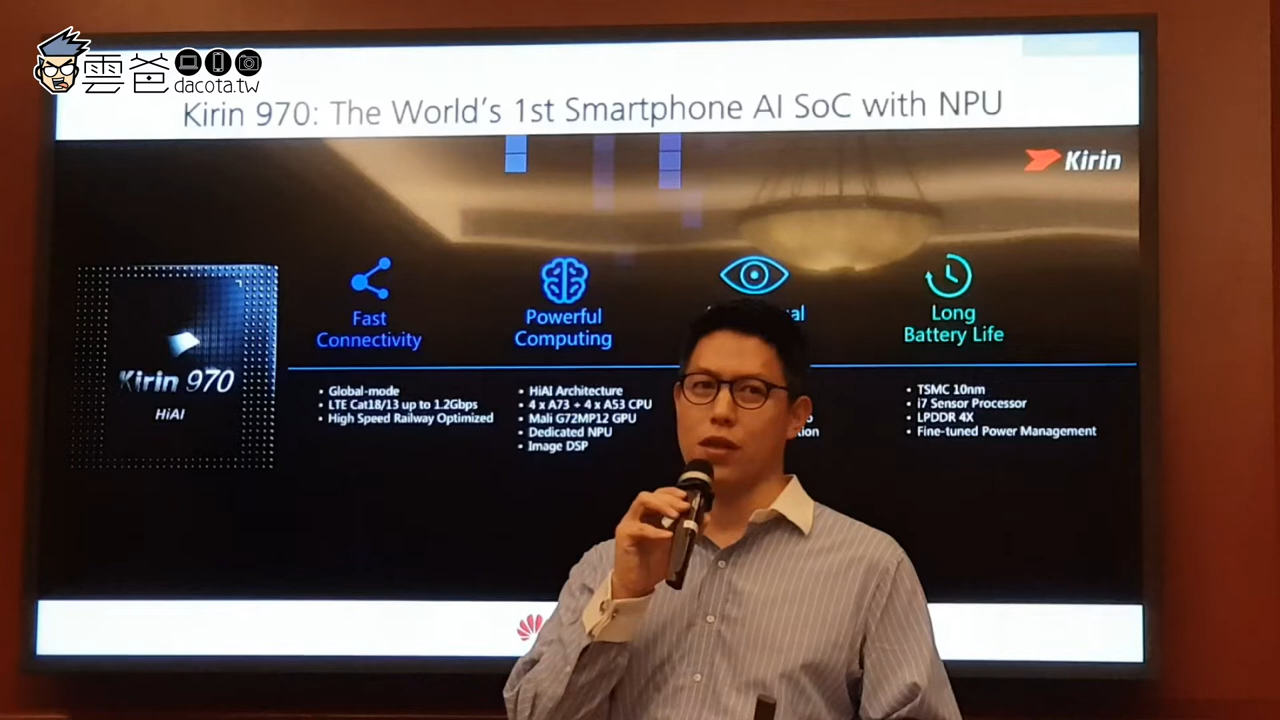 雲爸
dacota.tw
Kirin 970: The World's 1st Smartphone AI SoC with NPU
Kirin
Kirin 970
HiAI
Fast
Connectivity
• Global-mode
• LTE Cat18/13 up to 1.2Gbps
• High Speed Railway Optimized
Powerful
Computing
• HiAI Architecture
• 4 x A73 + 4 x A53 CPU
• Mali G72MP12 GPU
• Dedicated NPU
• Image DSP
Long
Battery Life
• TSMC 10nm
• i7 Sensor Processor
• LPDDR 4X
• Fine-tuned Power Management